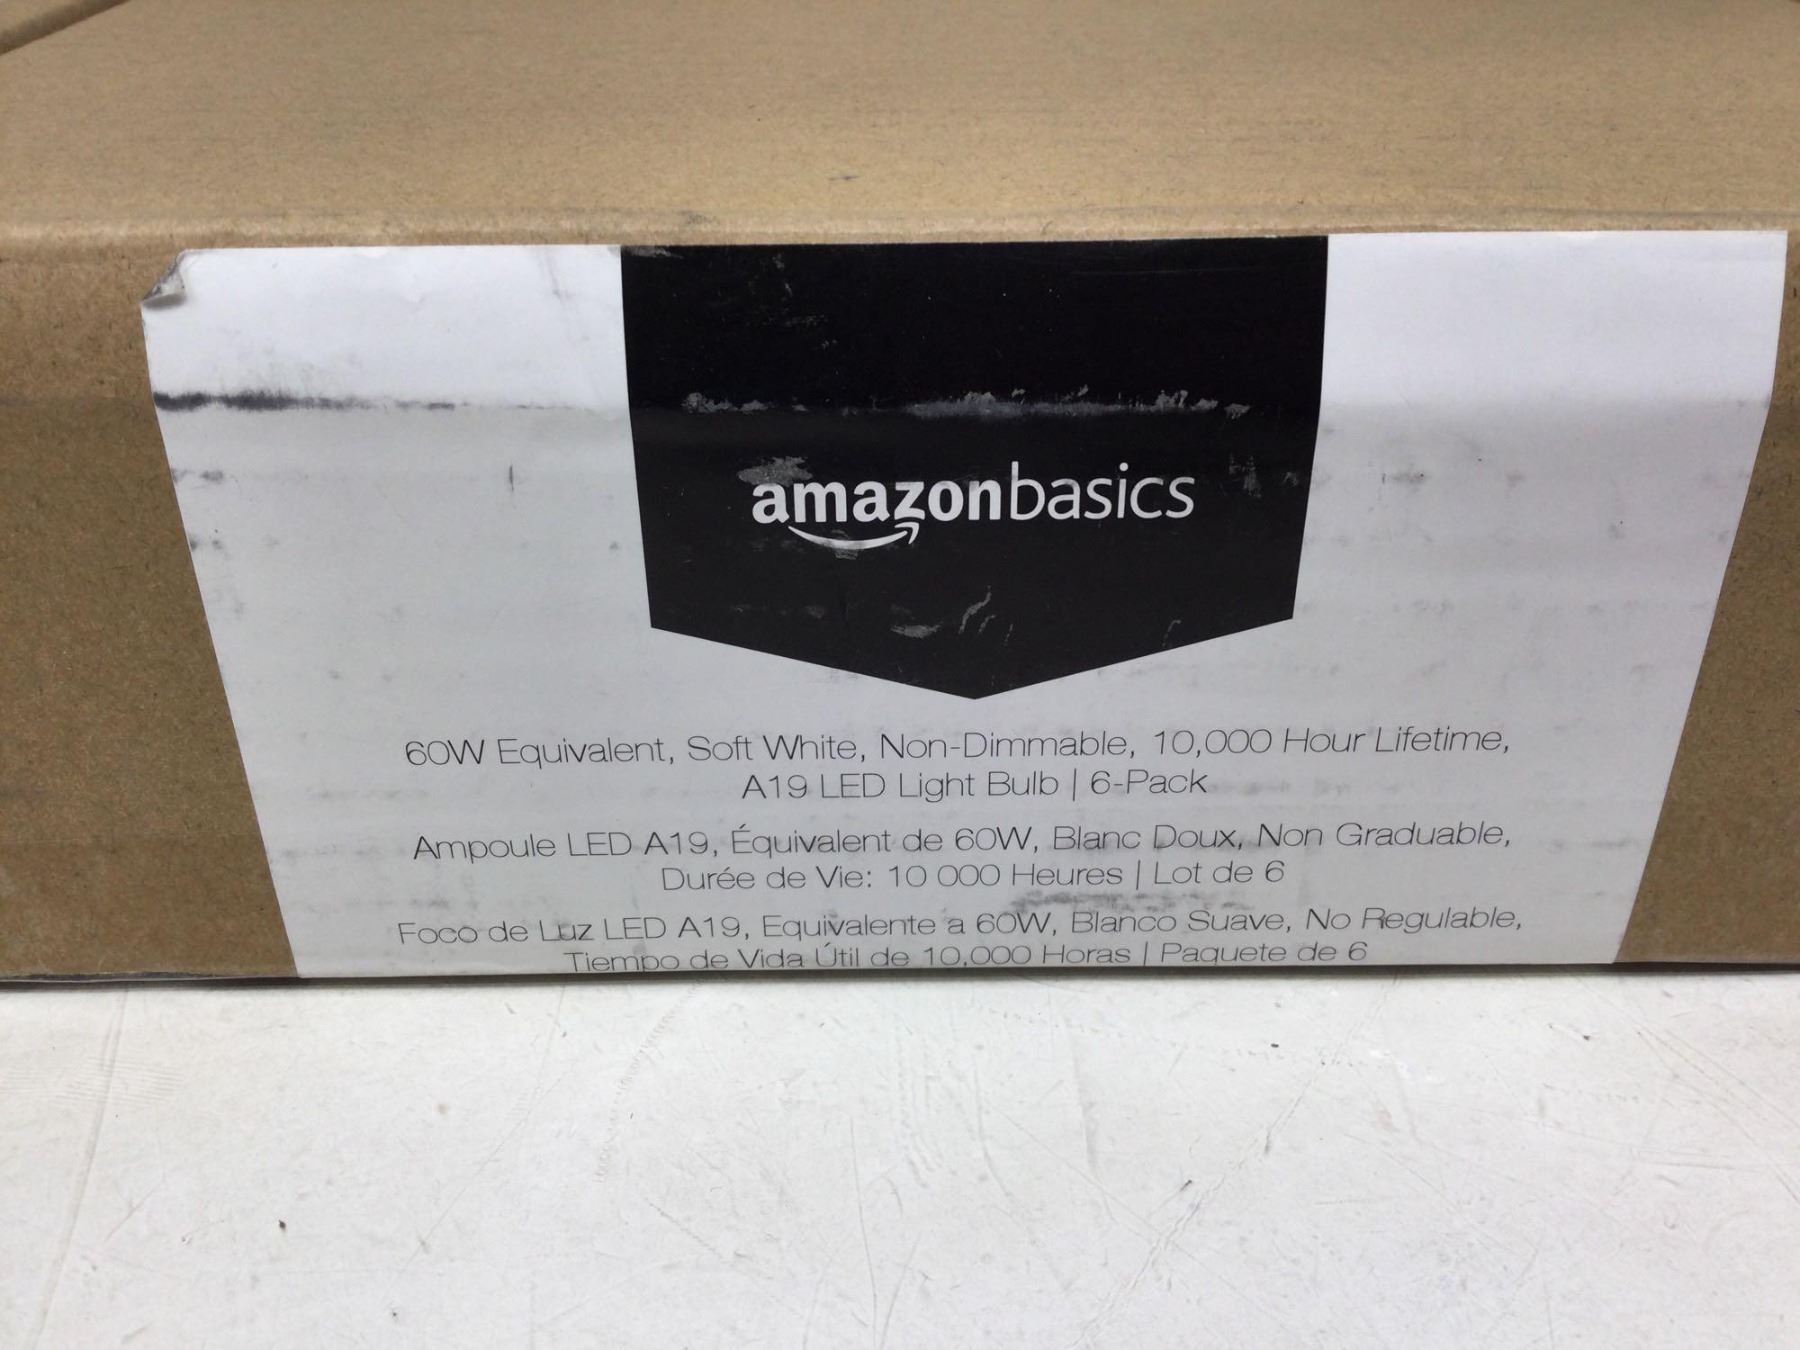 amazonbasics
60W Equivalent, Soft White, Non-Dimmable, 10,000 Hour Lifetime,
A19 LED Light Bulb | 6-Pack
Ampoule LED A19, Équivalent de 60W, Blanc Doux, Non Graduable,
Durée de Vie: 10 000 Heures | Lot de 6
Foco de Luz LED A19, Equivalente a 60W, Blanco Suave, No Regulable,
Tiempo de Vida Útil de 10,000 Horas | Paquete de 6